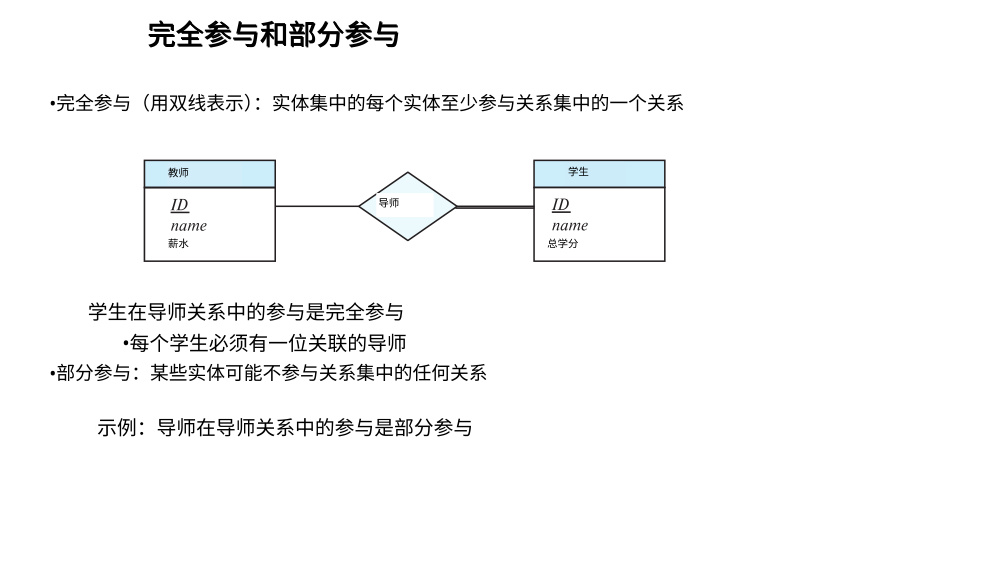 完全参与和部分参与
•完全参与（用双线表示）：实体集中的每个实体至少参与关系集中的一个关系
教师
ID
name
薪水
导师
学生
ID
name
总学分
学生在导师关系中的参与是完全参与
•每个学生必须有一位关联的导师
•部分参与：某些实体可能不参与关系集中的任何关系
示例：导师在导师关系中的参与是部分参与